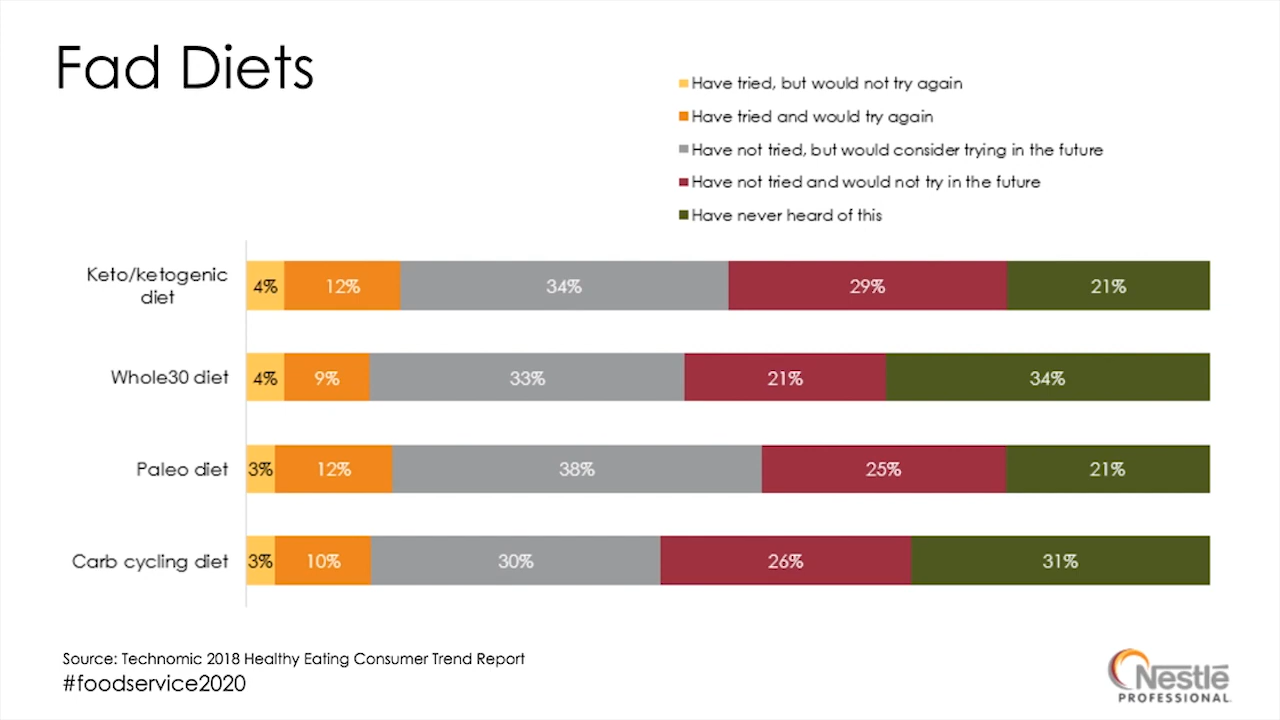 Fad Diets
Have tried, but would not try again
Have tried and would try again
Have not tried, but would consider trying in the future
Have not tried and would not try in the future
Have never heard of this
Keto/ketogenic
diet
4% 12% 34% 29% 21%
Whole30 diet 4% 9% 33% 21% 34%
Paleo diet 3% 12% 38% 25% 21%
Carb cycling diet 3% 10% 30% 26% 31%
Source: Technomic 2018 Healthy Eating Consumer Trend Report
#foodservice2020
Nestlé
PROFESSIONAL.